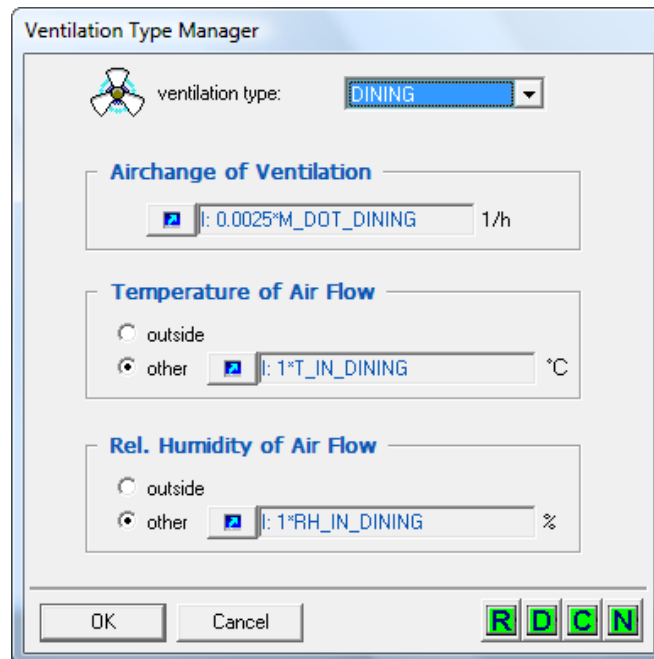 Ventilation Type Manager
ventilation type: DINING
Airchange of Ventilation
I: 0.0025*M_DOT_DINING 1/h
Temperature of Air Flow
outside
other I: 1*T_IN_DINING °C
Rel. Humidity of Air Flow
outside
other I: 1*RH_IN_DINING %
OK Cancel R D C N